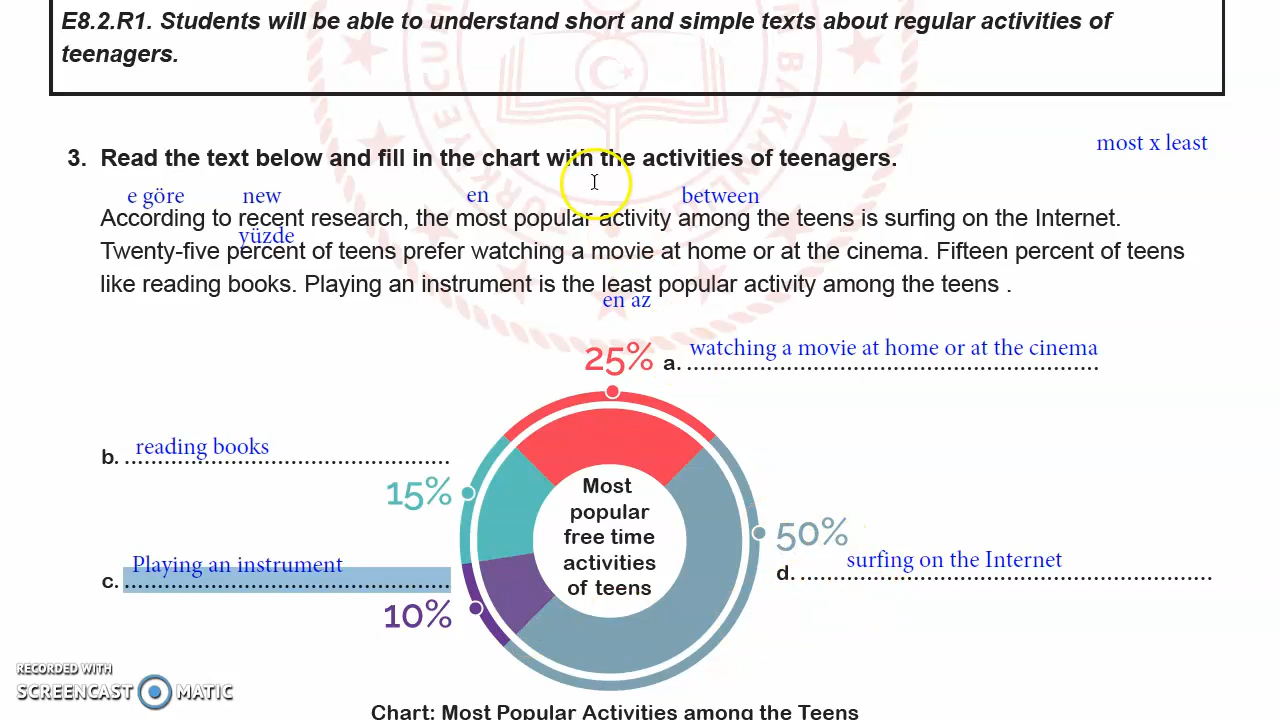 E8.2.R1. Students will be able to understand short and simple texts about regular activities of
teenagers.
most x least
3. Read the text below and fill in the chart with the activities of teenagers.
e göre new en between
According to recent research, the most popular activity among the teens is surfing on the Internet.
yüzde
Twenty-five percent of teens prefer watching a movie at home or at the cinema. Fifteen percent of teens
like reading books. Playing an instrument is the least popular activity among the teens .
en az
25% a. watching a movie at home or at the cinema
b. reading books
15%
Most
popular
free time
activities
of teens
50%
d. surfing on the Internet
c. Playing an instrument
10%
RECORDED WITH
SCREENCAST MATIC
Chart: Most Popular Activities among the Teens